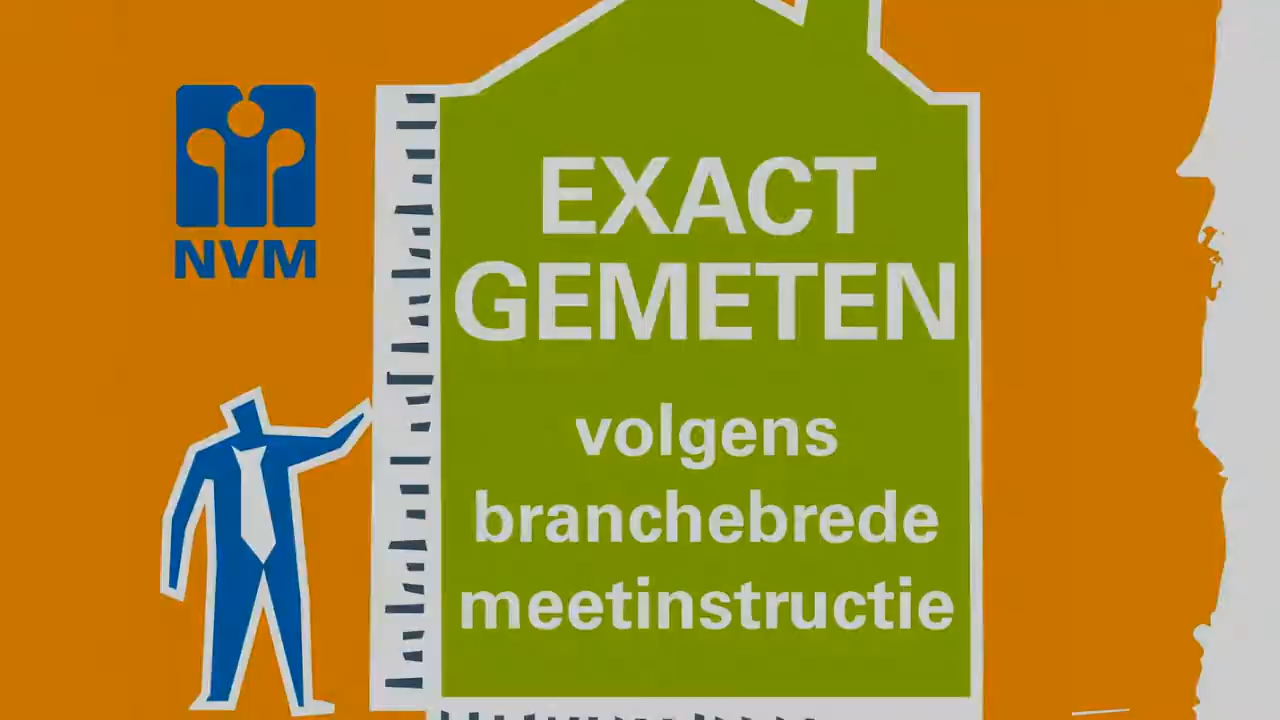 NVM
EXACT
GEMETEN
volgens
branchebrede
meetinstructie